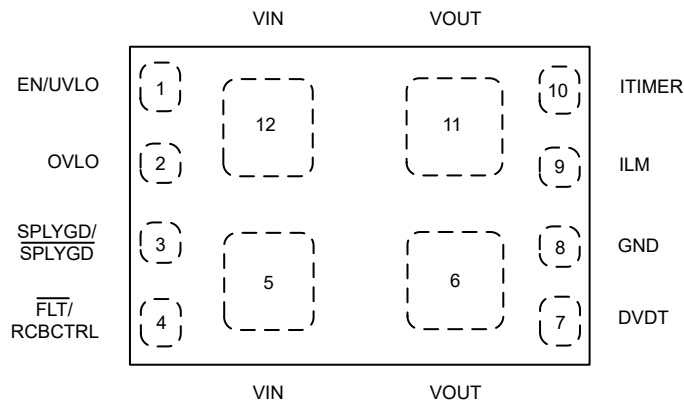 VIN VOUT
EN/UVLO 1 12 11 10 ITIMER
OVLO 2 9 ILM
SPLYGD/
SPLYGD 3 8 GND
5 6
FLT/
RCBCTRL 4 7 DVDT
VIN VOUT